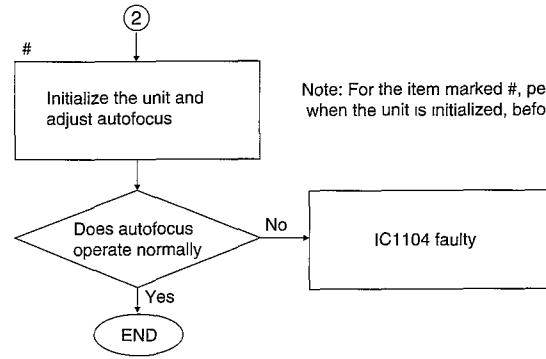 2
#
Initialize the unit and
adjust autofocus
Note: For the item marked #, pe
when the unit is initialized, befo
Does autofocus
operate normally
No
IC1104 faulty
Yes
END